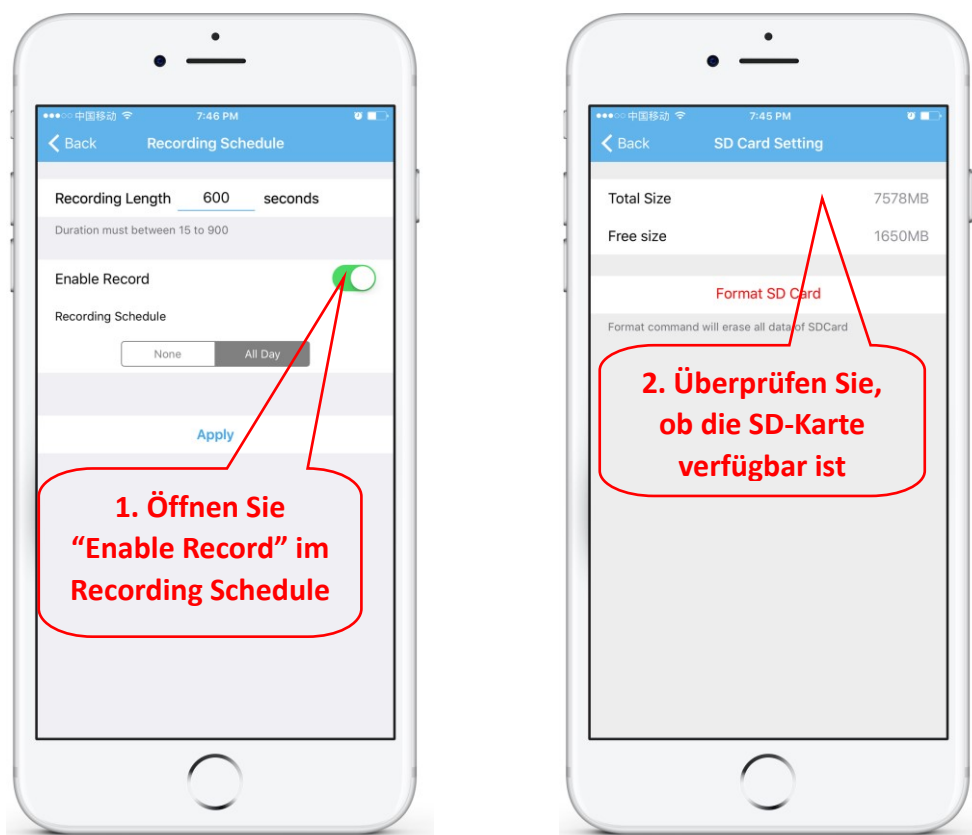 中国移动 7:46 PM
Back Recording Schedule
Recording Length 600 seconds
Duration must between 15 to 900
Enable Record
Recording Schedule
None All Day
Apply
1. Öffnen Sie
“Enable Record” im
Recording Schedule
中国移动 7:45 PM
Back SD Card Setting
Total Size 7578MB
Free size 1650MB
Format SD Card
Format command will erase all data of SDCard
2. Überprüfen Sie,
ob die SD-Karte
verfügbar ist